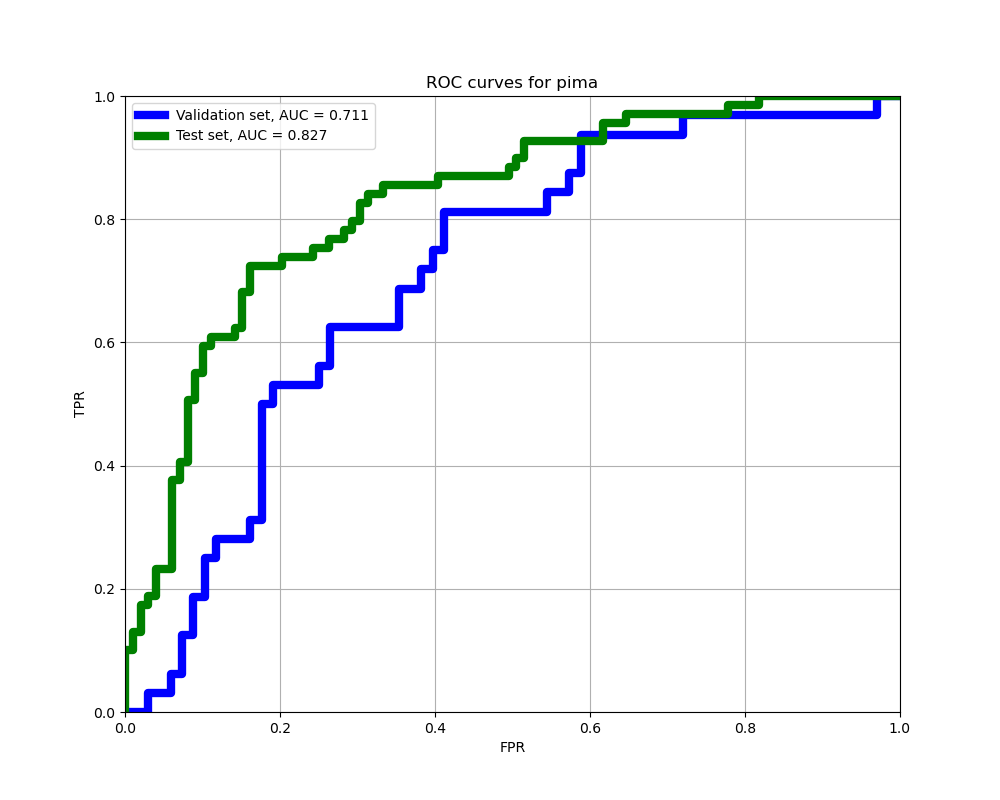 ROC curves for pima
Validation set, AUC = 0.711
Test set, AUC = 0.827
1.0
0.8
0.6
0.4
0.2
0.0
TPR
0.0 0.2 0.4 0.6 0.8 1.0
FPR